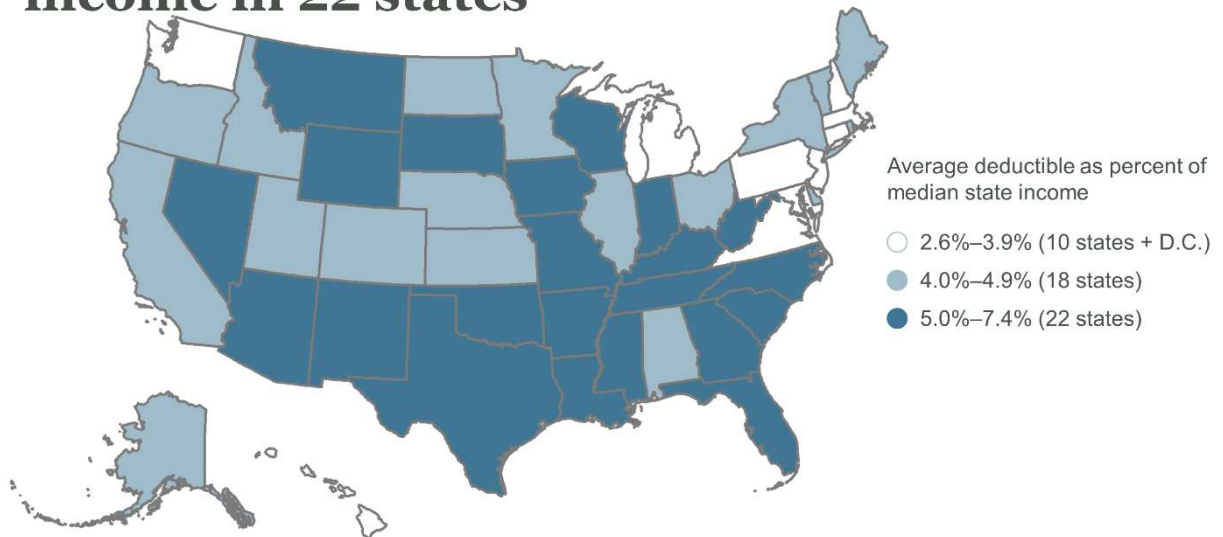 income in 22 states
Average deductible as percent of
median state income
2.6%–3.9% (10 states + D.C.)
4.0%–4.9% (18 states)
5.0%–7.4% (22 states)